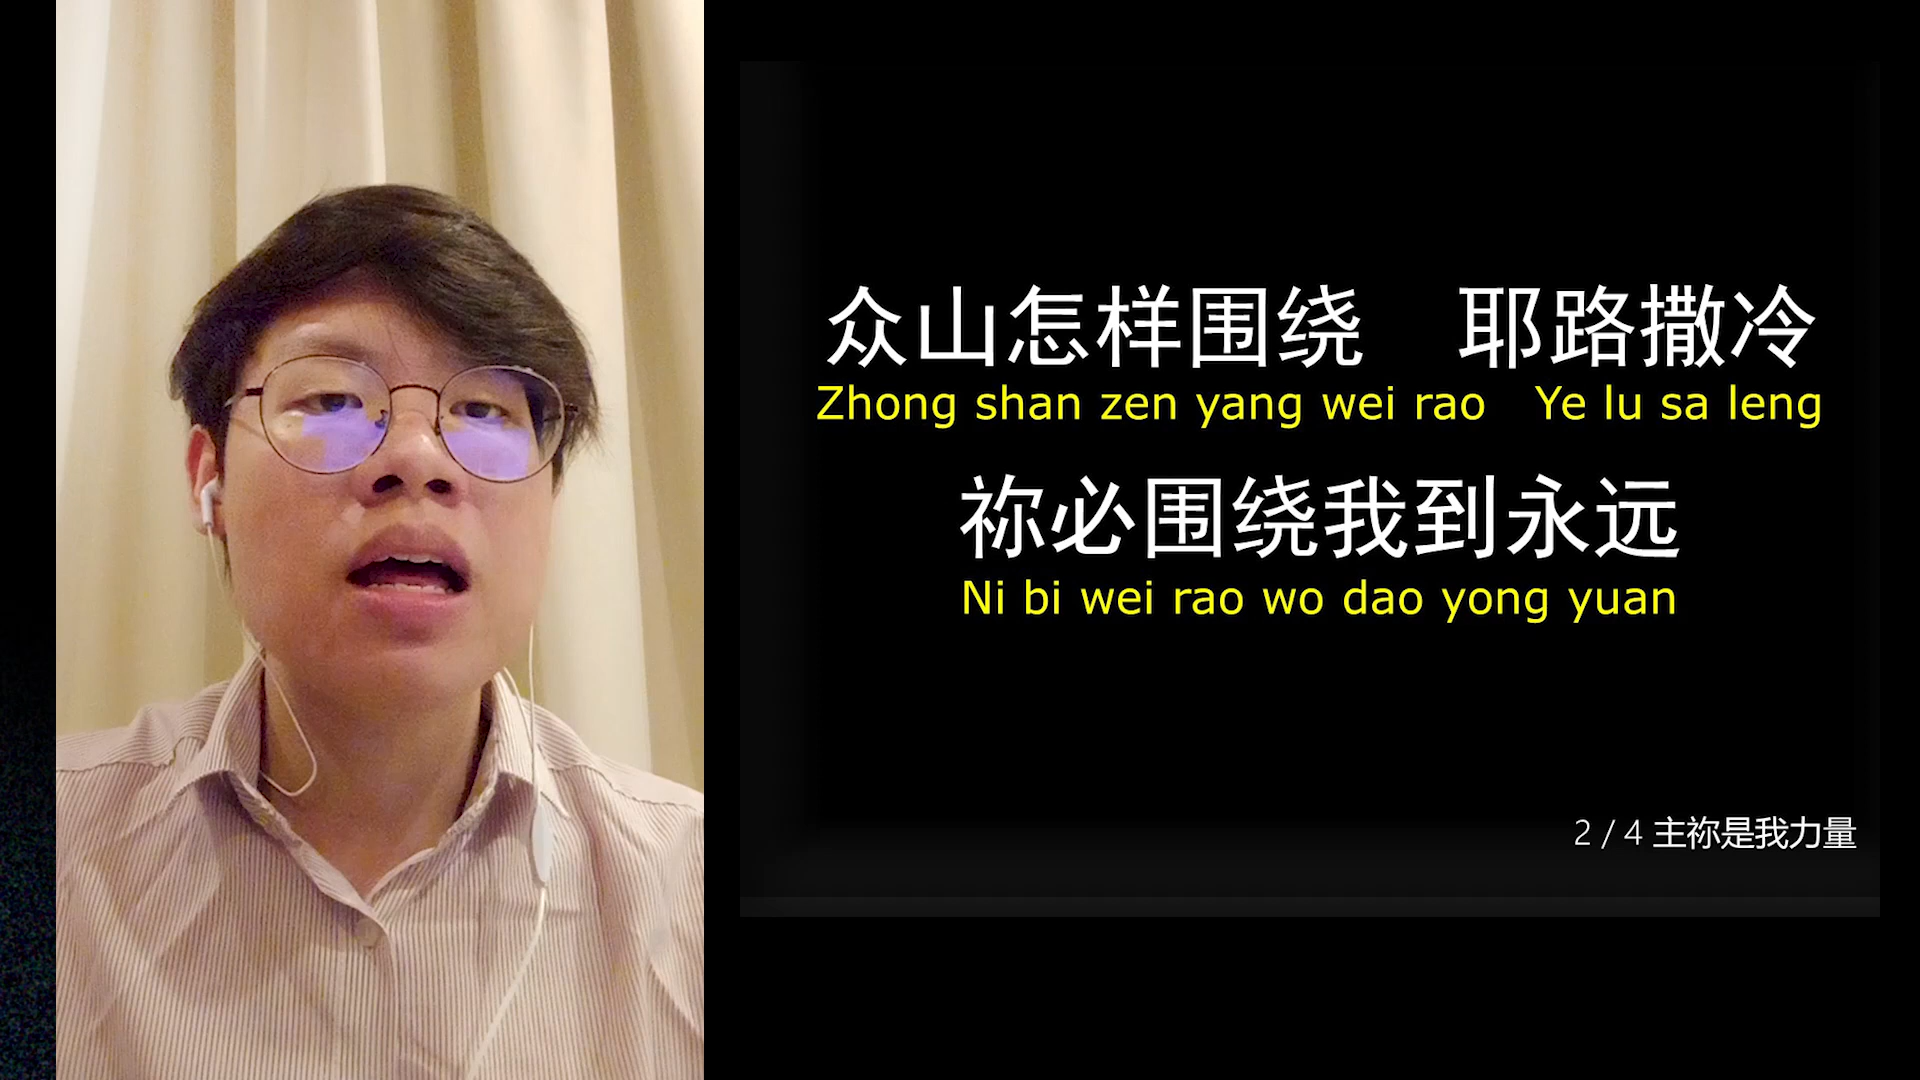 众山怎样围绕 耶路撒冷
Zhong shan zen yang wei rao Ye lu sa leng
祢必围绕我到永远
Ni bi wei rao wo dao yong yuan
2 / 4 主祢是我力量